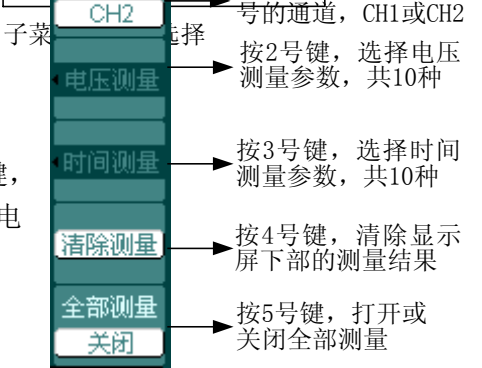 CH2
号的通道，CH1或CH2
子菜
选择
电压测量
按2号键，选择电压
测量参数，共10种
时间测量
按3号键，选择时间
测量参数，共10种
键，
电
清除测量
按4号键，清除显示
屏下部的测量结果
全部测量
关闭
按5号键，打开或
关闭全部测量